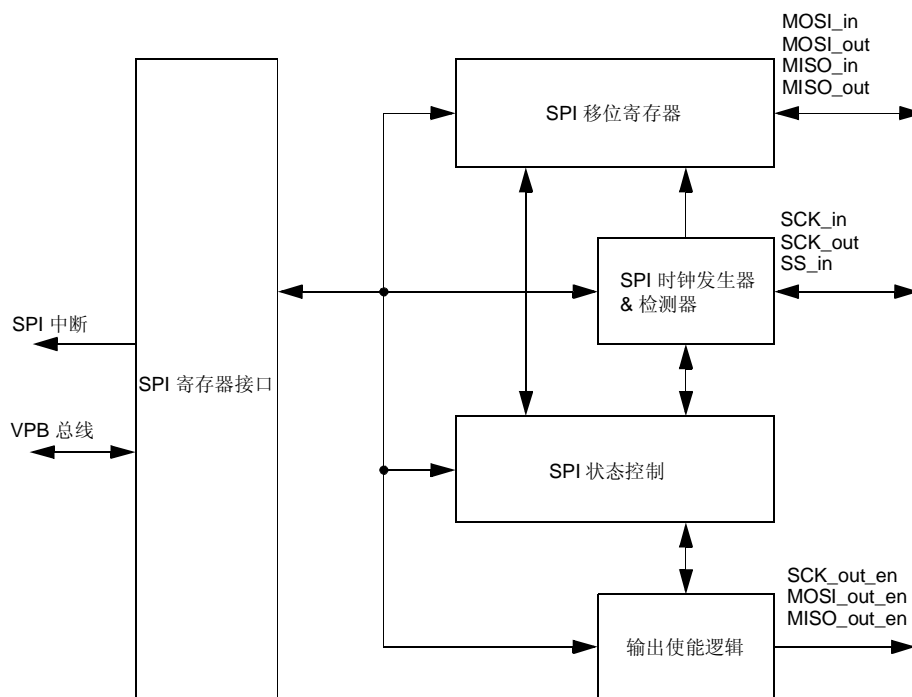 MOSI_in
MOSI_out
MISO_in
MISO_out
SPI 移位寄存器
SCK_in
SCK_out
SS_in
SPI 时钟发生器
& 检测器
SPI 中断
SPI 寄存器接口
VPB 总线
SPI 状态控制
SCK_out_en
MOSI_out_en
MISO_out_en
输出使能逻辑